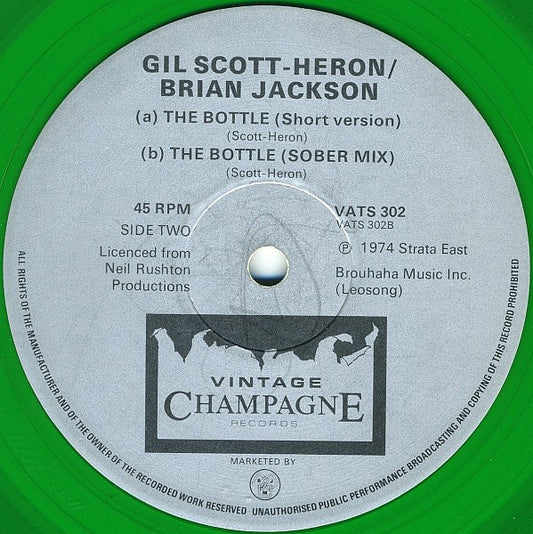 GIL SCOTT-HERON/
BRIAN JACKSON
(a) THE BOTTLE (Short version)
(Scott-Heron)
(b) THE BOTTLE (SOBER MIX)
(Scott-Heron)
45 RPM
SIDE TWO
Licenced from
Neil Rushton
Productions
VATS 302
VATS 302B
℗ 1974 Strata East
Brouhaha Music Inc.
(Leosong)
VINTAGE
CHAMPAGNE
RECORDS
MARKETED BY
ALL RIGHTS OF THE MANUFACTURER AND OF THE OWNER OF THE RECORDED WORK RESERVED · UNAUTHORISED PUBLIC PERFORMANCE BROADCASTING AND COPYING OF THIS RECORD PROHIBITED